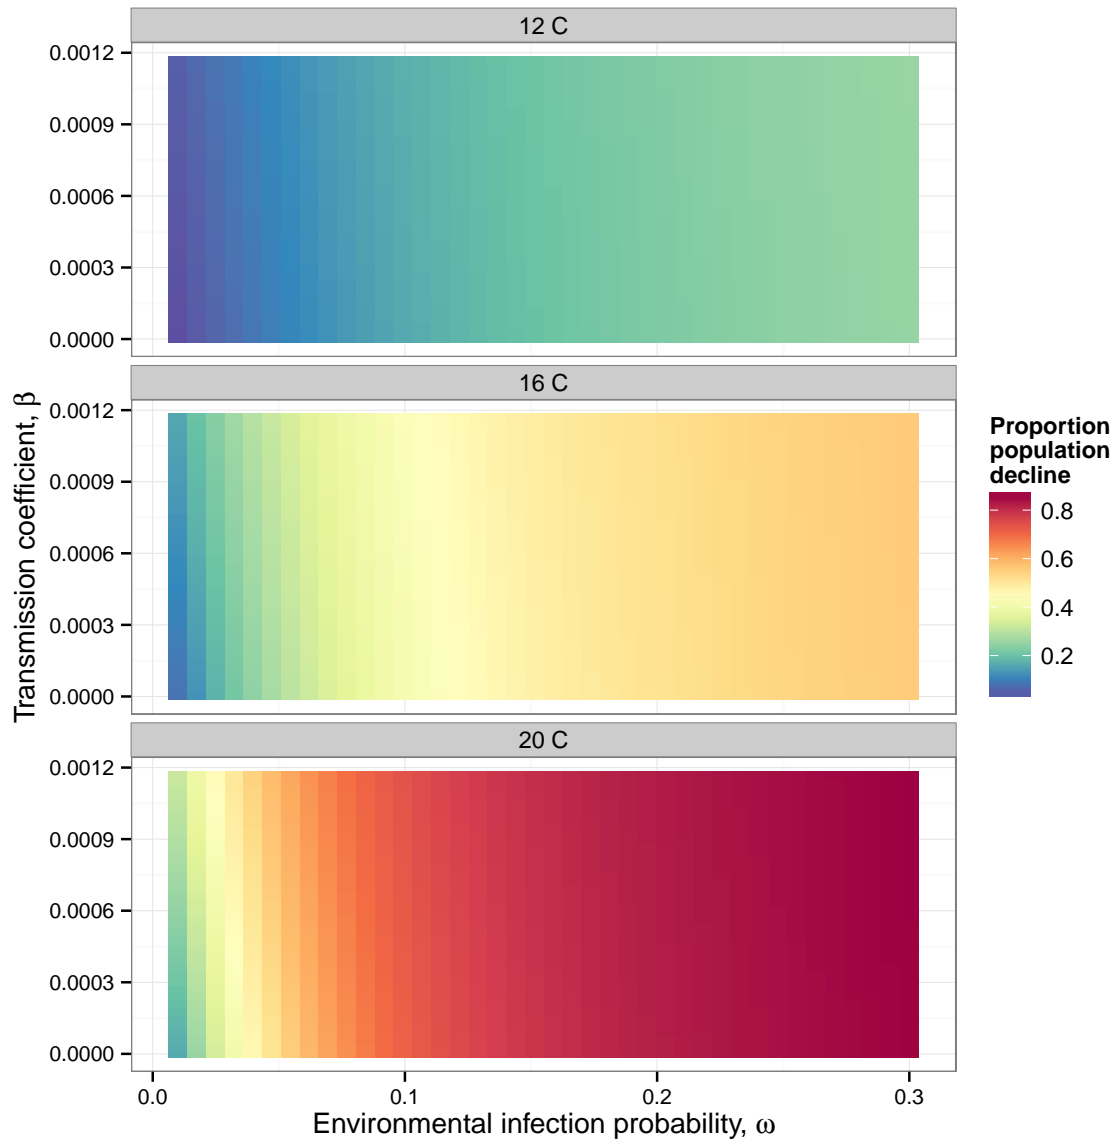 12 C
0.0012
0.0009
0.0006
0.0003
0.0000
16 C
0.0012
0.0009
0.0006
0.0003
0.0000
20 C
0.0012
0.0009
0.0006
0.0003
0.0000
0.0 0.1 0.2 0.3
Environmental infection probability, ω
Transmission coefficient, β
Proportion
population
decline
0.8
0.6
0.4
0.2